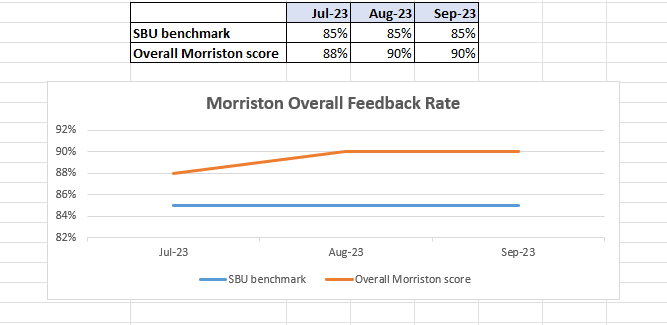 Jul-23 Aug-23 Sep-23
SBU benchmark 85% 85% 85%
Overall Morriston score 88% 90% 90%
Morriston Overall Feedback Rate
92%
90%
88%
86%
84%
82%
Jul-23 Aug-23 Sep-23
SBU benchmark Overall Morriston score